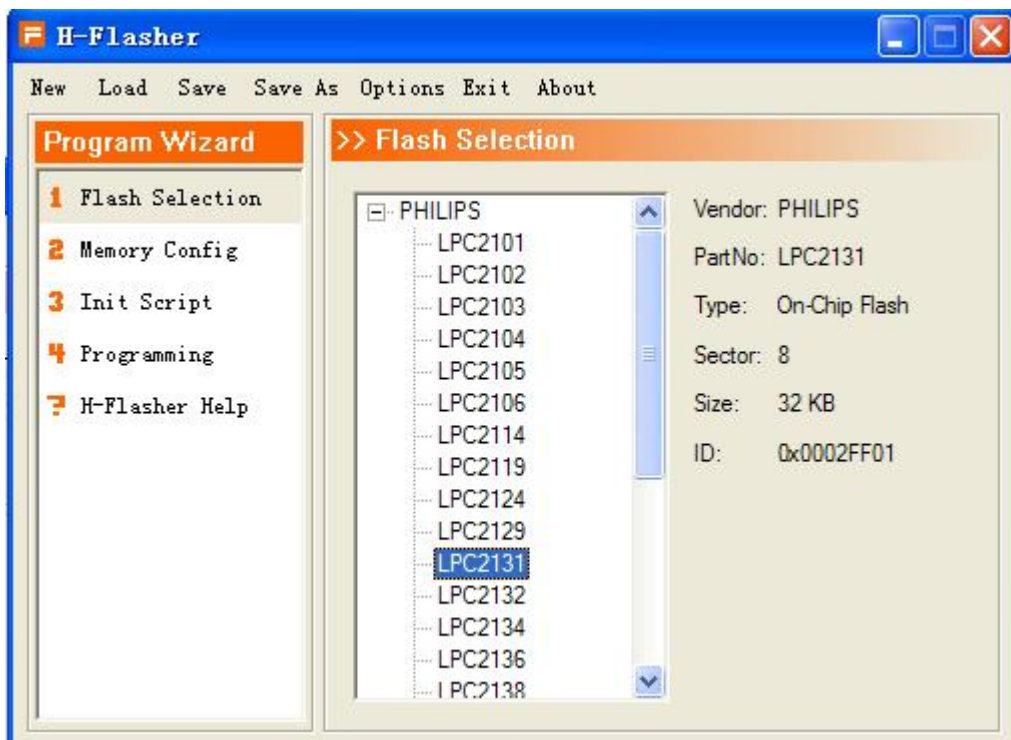 H-Flasher
New Load Save Save As Options Exit About
Program Wizard
1 Flash Selection
2 Memory Config
3 Init Script
4 Programming
? H-Flasher Help
>> Flash Selection
PHILIPS
LPC2101
LPC2102
LPC2103
LPC2104
LPC2105
LPC2106
LPC2114
LPC2119
LPC2124
LPC2129
LPC2131
LPC2132
LPC2134
LPC2136
LPC2138
Vendor: PHILIPS
PartNo: LPC2131
Type: On-Chip Flash
Sector: 8
Size: 32 KB
ID: 0x0002FF01